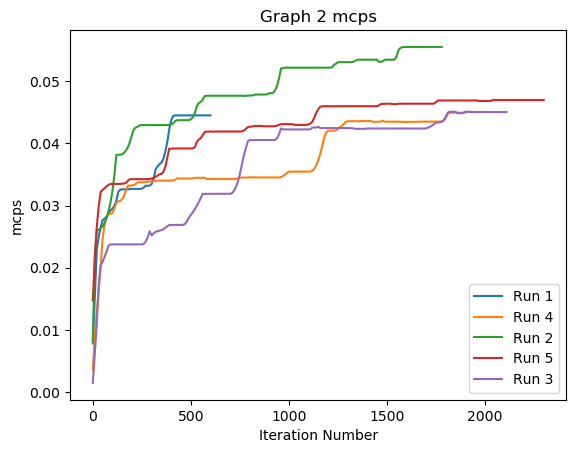 Graph 2 mcps
mcps
0.05
0.04
0.03
0.02
0.01
0.00
0
500
1000
1500
2000
Iteration Number
Run 1
Run 4
Run 2
Run 5
Run 3